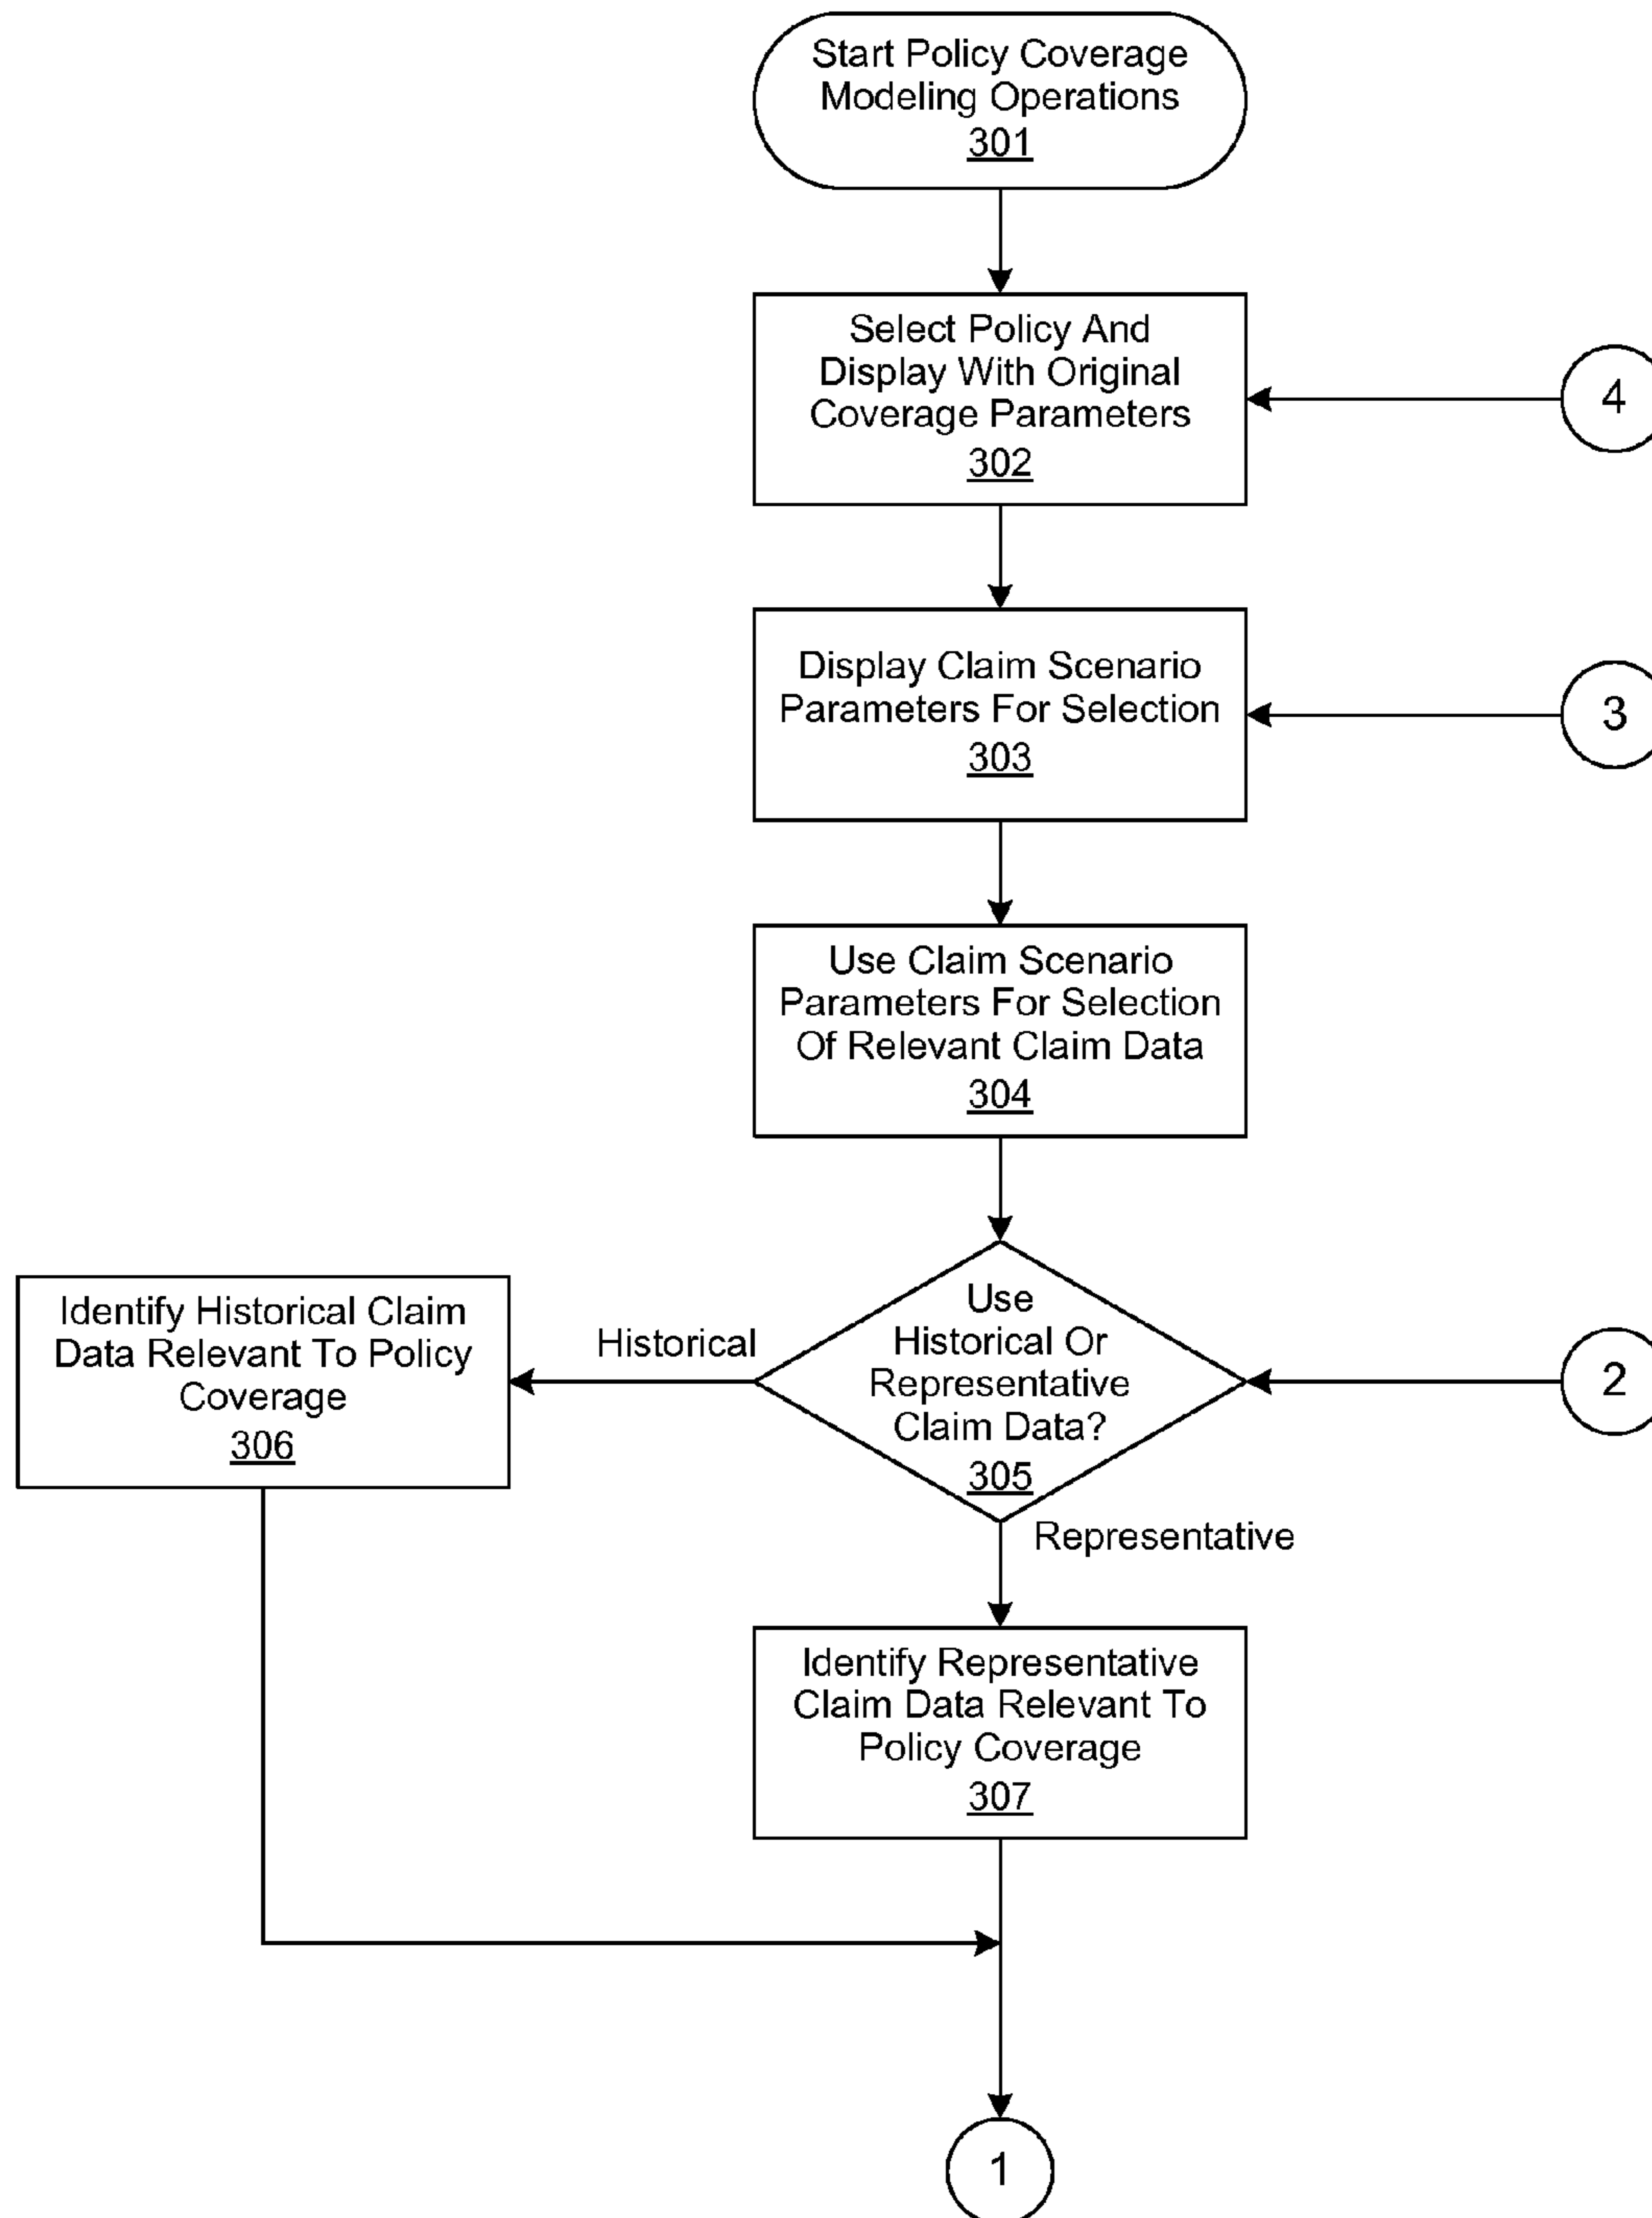 Start Policy Coverage
Modeling Operations
301
Select Policy And
Display With Original
Coverage Parameters
302
4
Display Claim Scenario
Parameters For Selection
303
3
Use Claim Scenario
Parameters For Selection
Of Relevant Claim Data
304
Use
Historical Or
Representative
Claim Data?
305
2
Historical
Identify Historical Claim
Data Relevant To Policy
Coverage
306
Representative
Identify Representative
Claim Data Relevant To
Policy Coverage
307
1